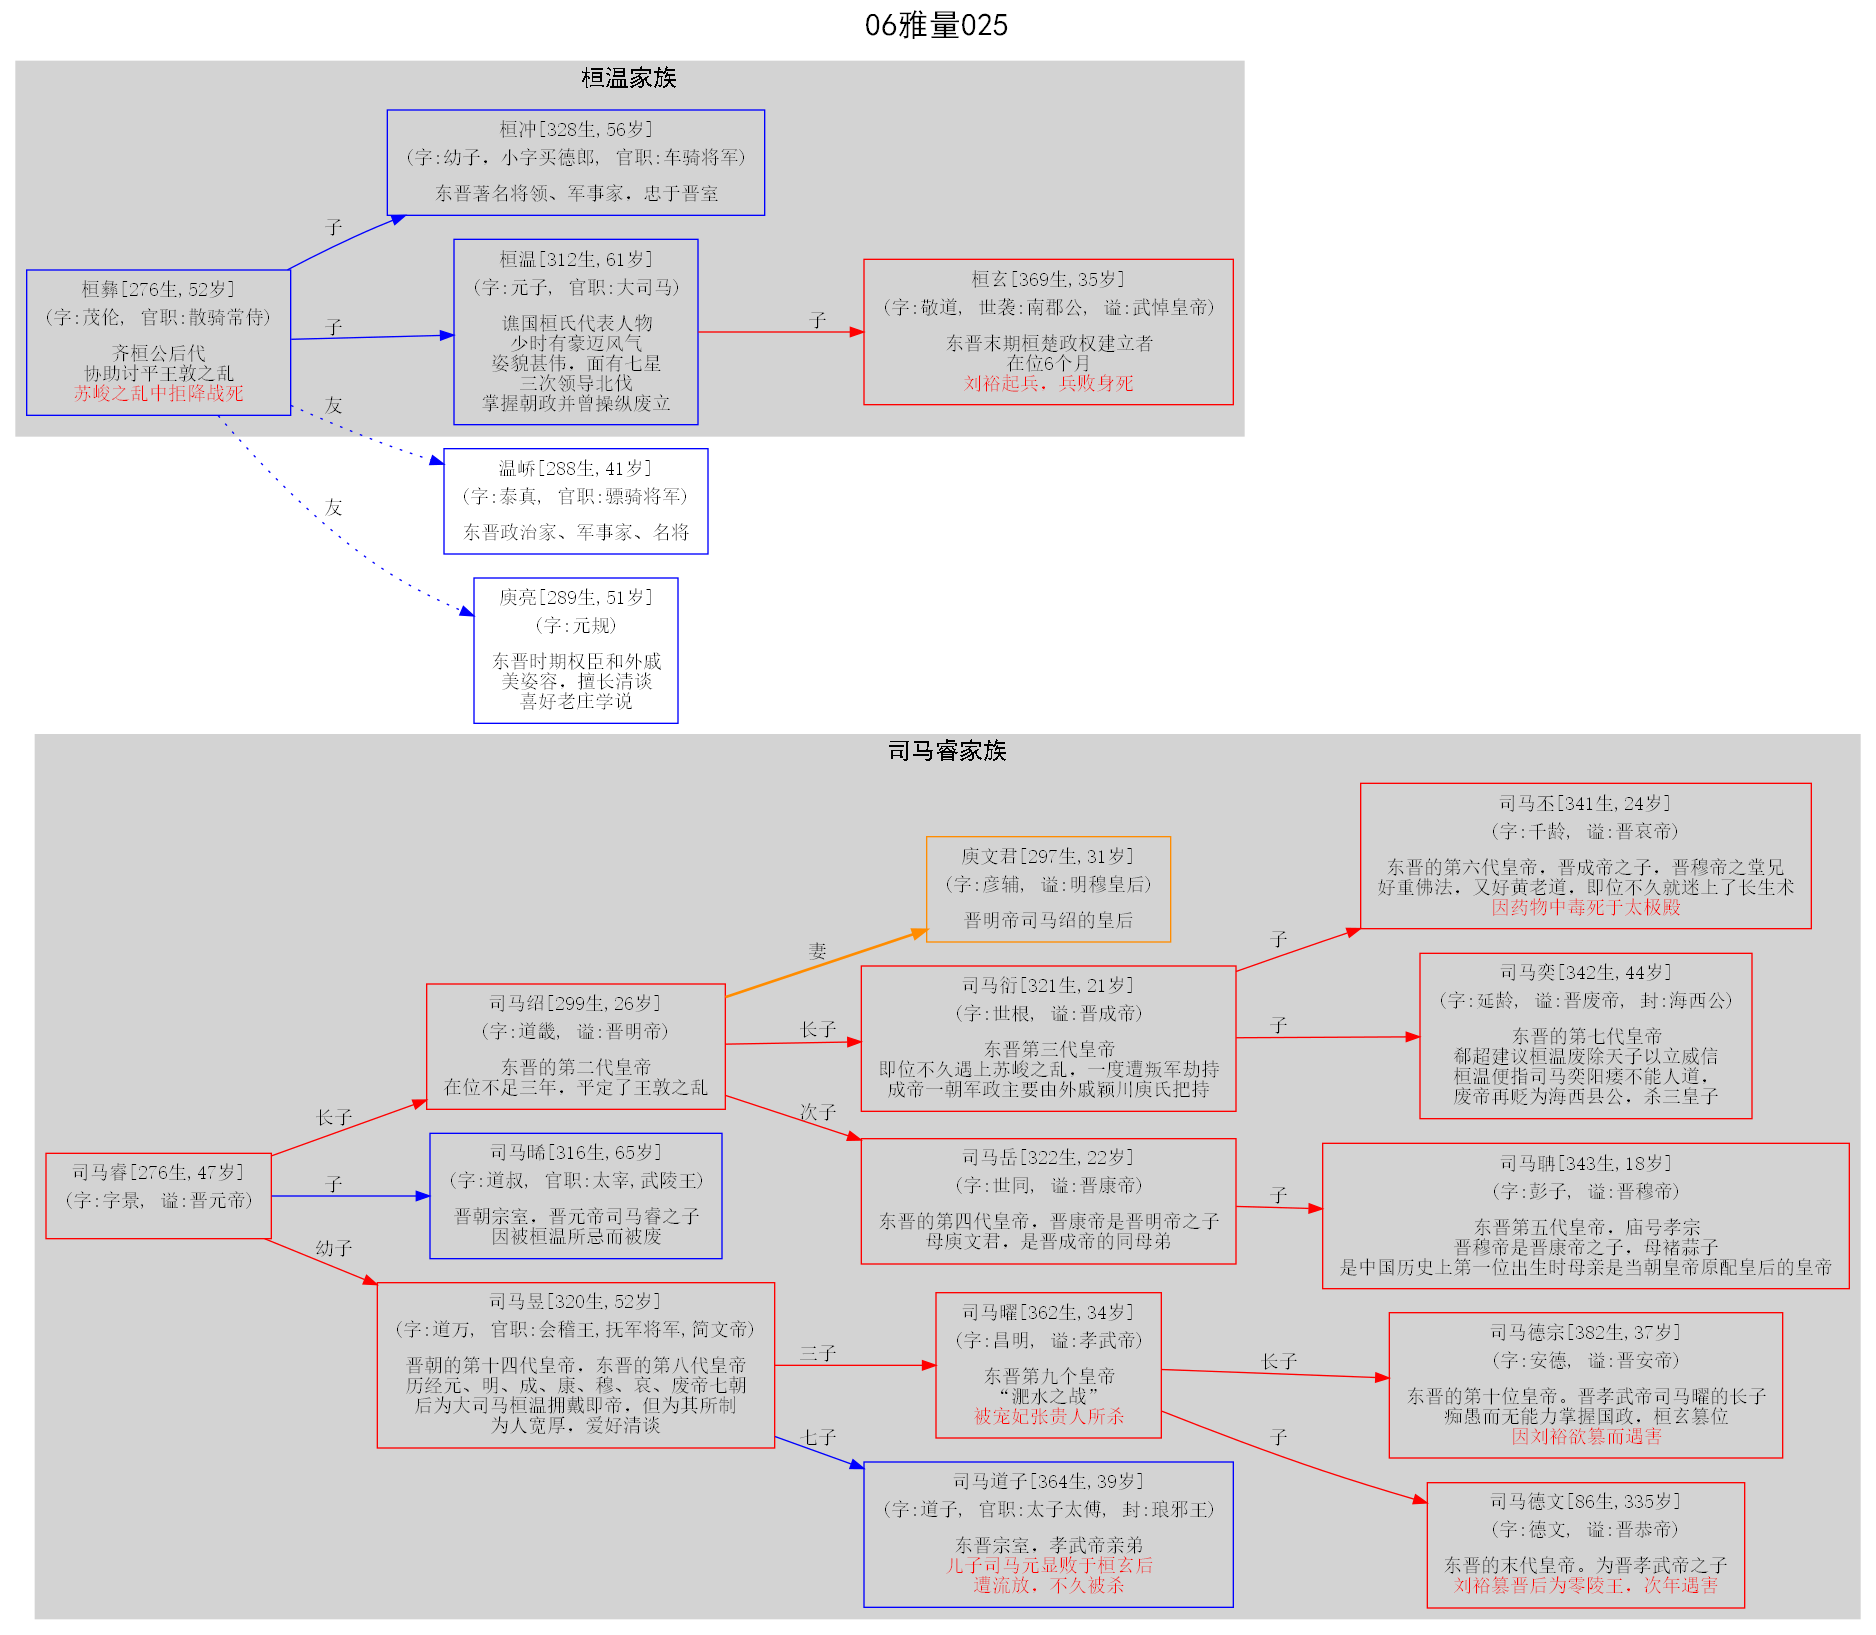 06雅量025
桓温家族
桓冲[328生,56岁]
(字:幼子，小字买德郎, 官职:车骑将军)
东晋著名将领、军事家，忠于晋室
子
桓彝[276生,52岁]
(字:茂伦, 官职:散骑常侍)
齐桓公后代
协助讨平王敦之乱
苏峻之乱中拒降战死
子
桓温[312生,61岁]
(字:元子, 官职:大司马)
谯国桓氏代表人物
少时有豪迈风气
姿貌甚伟，面有七星
三次领导北伐
掌握朝政并曾操纵废立
子
桓玄[369生,35岁]
(字:敬道, 世袭:南郡公, 谥:武悼皇帝)
东晋末期桓楚政权建立者
在位6个月
刘裕起兵，兵败身死
友
温峤[288生,41岁]
(字:泰真, 官职:骠骑将军)
东晋政治家、军事家、名将
友
庾亮[289生,51岁]
(字:元规)
东晋时期权臣和外戚
美姿容，擅长清谈
喜好老庄学说
司马睿家族
司马丕[341生,24岁]
(字:千龄, 谥:晋哀帝)
东晋的第六代皇帝，晋成帝之子，晋穆帝之堂兄
好重佛法，又好黄老道，即位不久就迷上了长生术
因药物中毒死于太极殿
庾文君[297生,31岁]
(字:彦辅, 谥:明穆皇后)
晋明帝司马绍的皇后
妻
子
司马绍[299生,26岁]
(字:道畿, 谥:晋明帝)
东晋的第二代皇帝
在位不足三年，平定了王敦之乱
长子
司马衍[321生,21岁]
(字:世根, 谥:晋成帝)
东晋第三代皇帝
即位不久遇上苏峻之乱，一度遭叛军劫持
成帝一朝军政主要由外戚颖川庾氏把持
子
司马奕[342生,44岁]
(字:延龄, 谥:晋废帝, 封:海西公)
东晋的第七代皇帝
郗超建议桓温废除天子以立威信
桓温便指司马奕阳痿不能人道，
废帝再贬为海西县公，杀三皇子
长子
次子
司马睿[276生,47岁]
(字:字景, 谥:晋元帝)
子
司马晞[316生,65岁]
(字:道叔, 官职:太宰,武陵王)
晋朝宗室，晋元帝司马睿之子
因被桓温所忌而被废
司马岳[322生,22岁]
(字:世同, 谥:晋康帝)
东晋的第四代皇帝，晋康帝是晋明帝之子
母庾文君，是晋成帝的同母弟
子
司马聃[343生,18岁]
(字:彭子, 谥:晋穆帝)
东晋第五代皇帝，庙号孝宗
晋穆帝是晋康帝之子，母褚蒜子
是中国历史上第一位出生时母亲是当朝皇帝原配皇后的皇帝
幼子
司马昱[320生,52岁]
(字:道万, 官职:会稽王,抚军将军,简文帝)
晋朝的第十四代皇帝，东晋的第八代皇帝
历经元、明、成、康、穆、哀、废帝七朝
后为大司马桓温拥戴即帝，但为其所制
为人宽厚，爱好清谈
三子
司马曜[362生,34岁]
(字:昌明, 谥:孝武帝)
东晋第九个皇帝
“淝水之战”
被宠妃张贵人所杀
长子
司马德宗[382生,37岁]
(字:安德, 谥:晋安帝)
东晋的第十位皇帝。晋孝武帝司马曜的长子
痴愚而无能力掌握国政，桓玄篡位
因刘裕欲篡而遇害
七子
司马道子[364生,39岁]
(字:道子, 官职:太子太傅, 封:琅邪王)
东晋宗室，孝武帝亲弟
儿子司马元显败于桓玄后
遭流放，不久被杀
子
司马德文[86生,335岁]
(字:德文, 谥:晋恭帝)
东晋的末代皇帝。为晋孝武帝之子
刘裕篡晋后为零陵王，次年遇害